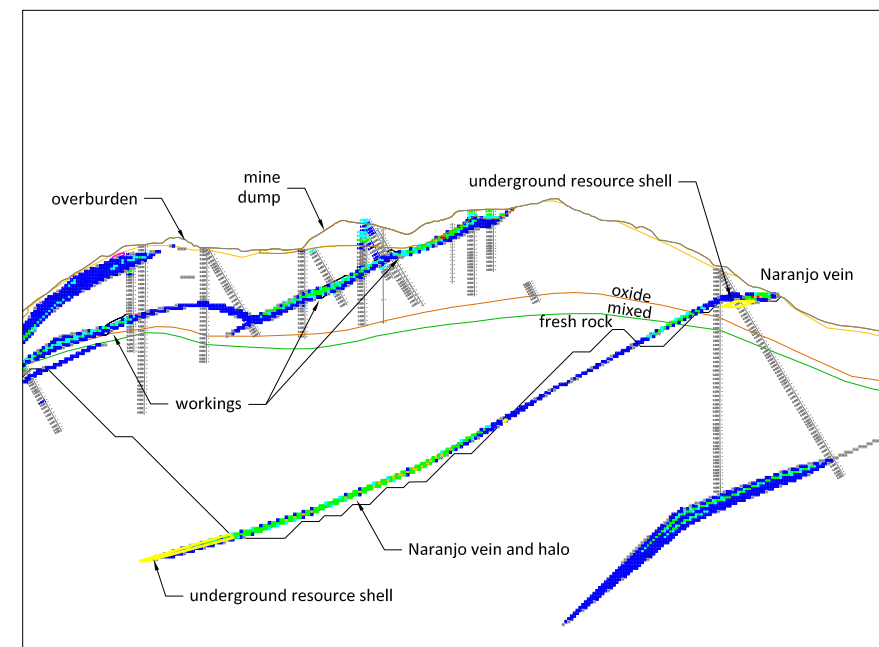 mine
dump
underground resource shell
overburden
Naranjo vein
oxide
mixed
fresh rock
workings
Naranjo vein and halo
underground resource shell